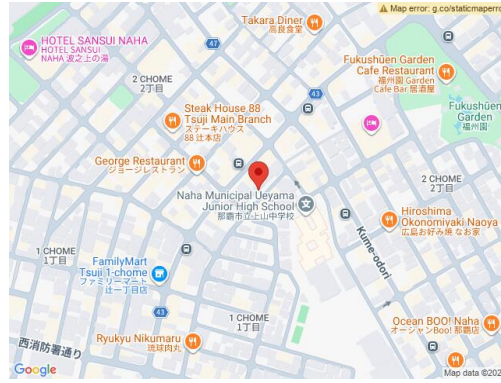 Map error: g.co/staticmaperro
Takara Diner
高良食堂
HOTEL SANSUI NAHA
HOTEL SANSUI
NAHA 波之上の湯
47
Fukushūen Garden
Cafe Restaurant
福州園 Garden
Cafe Bar 居酒屋
2 CHOME
2丁目
43
Steak House 88
Tsuji Main Branch
ステーキハウス
88 辻本店
Fukushūen
Garden
福州園
George Restaurant
ジョージレストラン
Naha Municipal Ueyama
Junior High School
那覇市立上山中学校
2 CHOME
2丁目
Hiroshima
Okonomiyaki Naoya
広島お好み焼 なお家
Kume-odori
1 CHOME
1丁目
FamilyMart
Tsuji 1-chome
ファミリーマート
辻一丁目店
43
1 CHOME
1丁目
Ocean BOO! Naha
オーシャンBoo! 那覇店
Ryukyu Nikumaru
琉球肉丸
西消防署通り
Google
Map data ©202